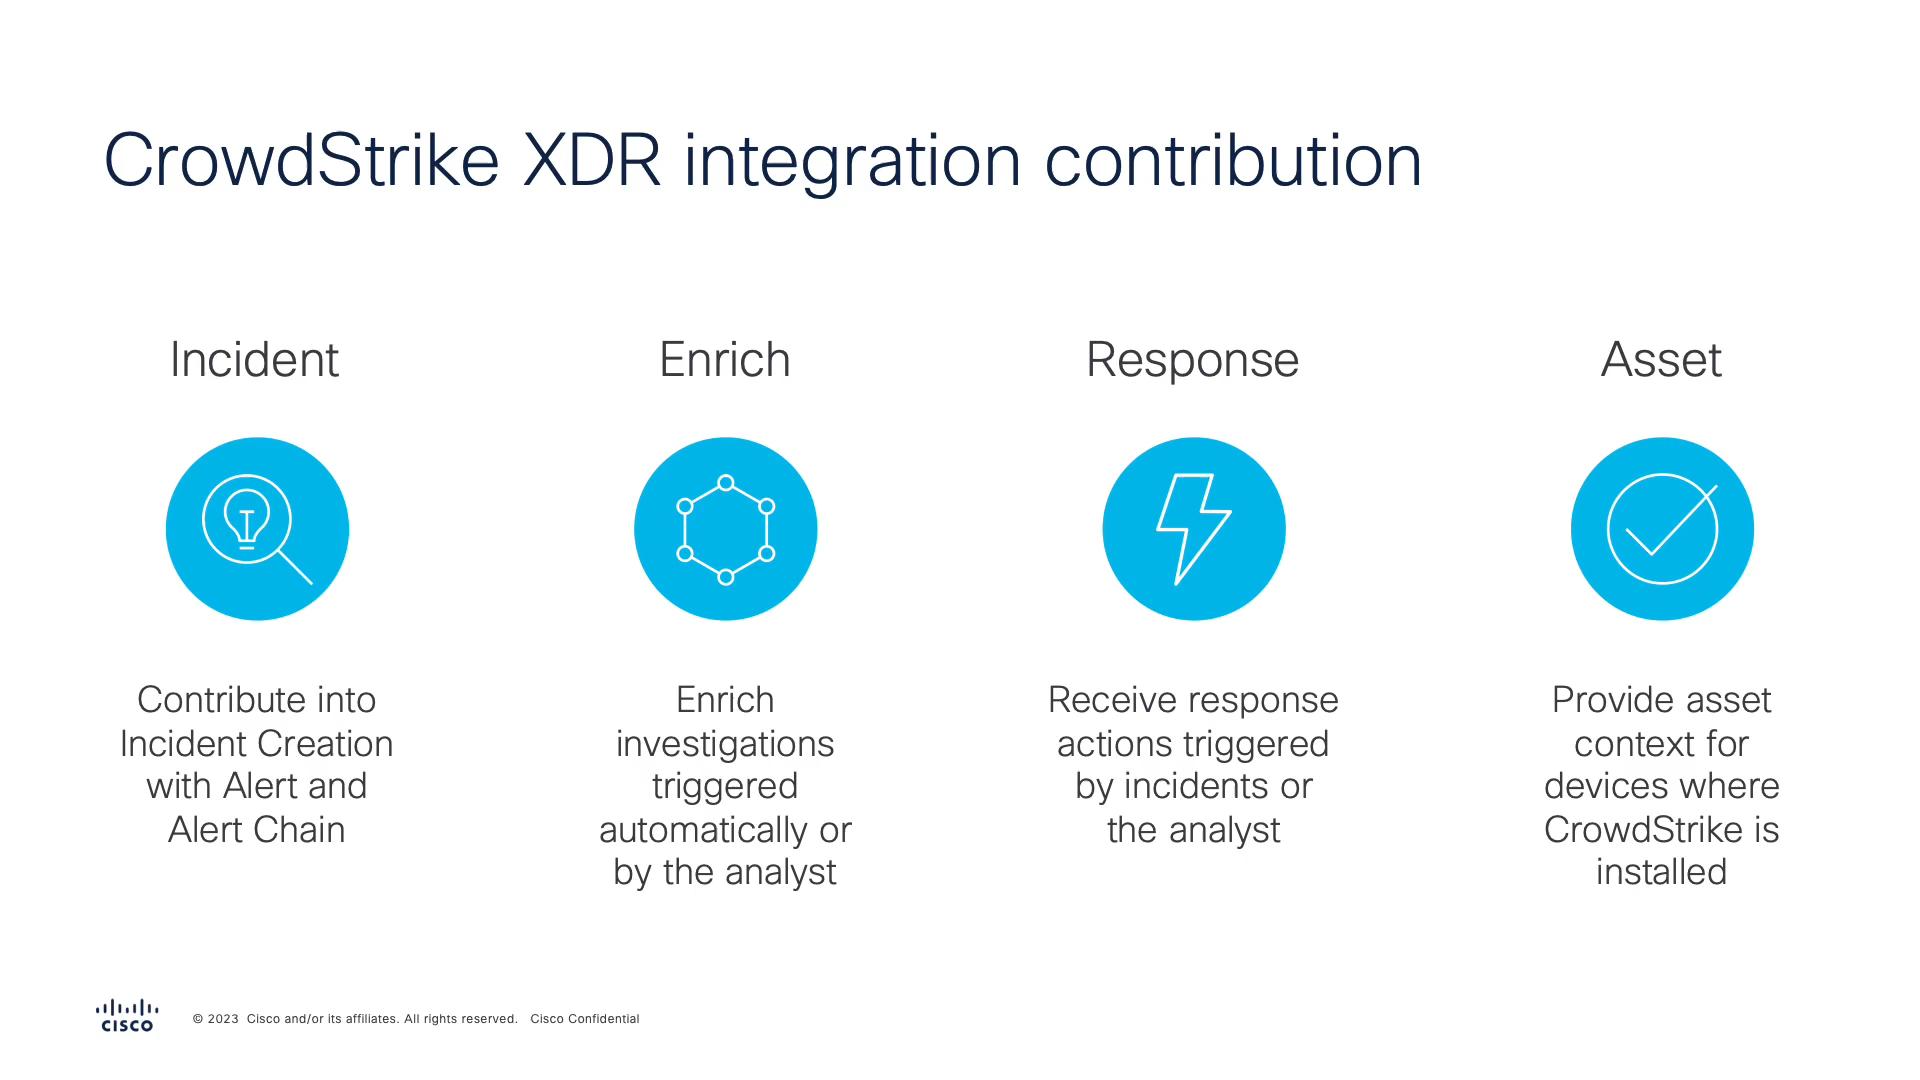 CrowdStrike XDR integration contribution
Incident
Contribute into
Incident Creation
with Alert and
Alert Chain
Enrich
Enrich
investigations
triggered
automatically or
by the analyst
Response
Receive response
actions triggered
by incidents or
the analyst
Asset
Provide asset
context for
devices where
CrowdStrike is
installed
CISCO
© 2023 Cisco and/or its affiliates. All rights reserved. Cisco Confidential